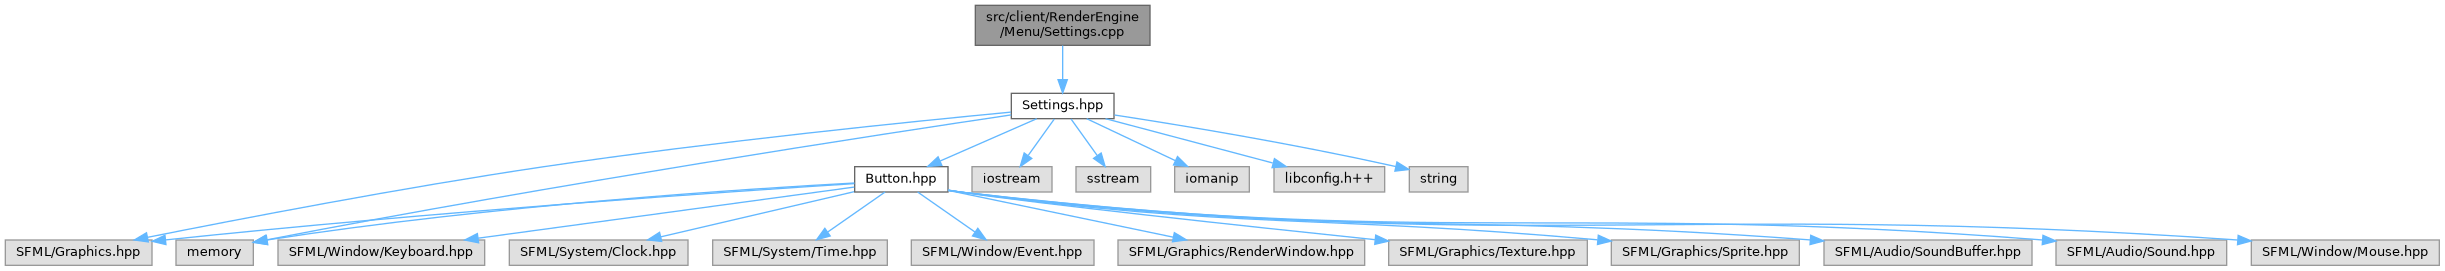 src/client/RenderEngine
/Menu/Settings.cpp
Settings.hpp
Button.hpp
iostream
sstream
iomanip
libconfig.h++
string
SFML/Graphics.hpp
memory
SFML/Window/Keyboard.hpp
SFML/System/Clock.hpp
SFML/System/Time.hpp
SFML/Window/Event.hpp
SFML/Graphics/RenderWindow.hpp
SFML/Graphics/Texture.hpp
SFML/Graphics/Sprite.hpp
SFML/Audio/SoundBuffer.hpp
SFML/Audio/Sound.hpp
SFML/Window/Mouse.hpp